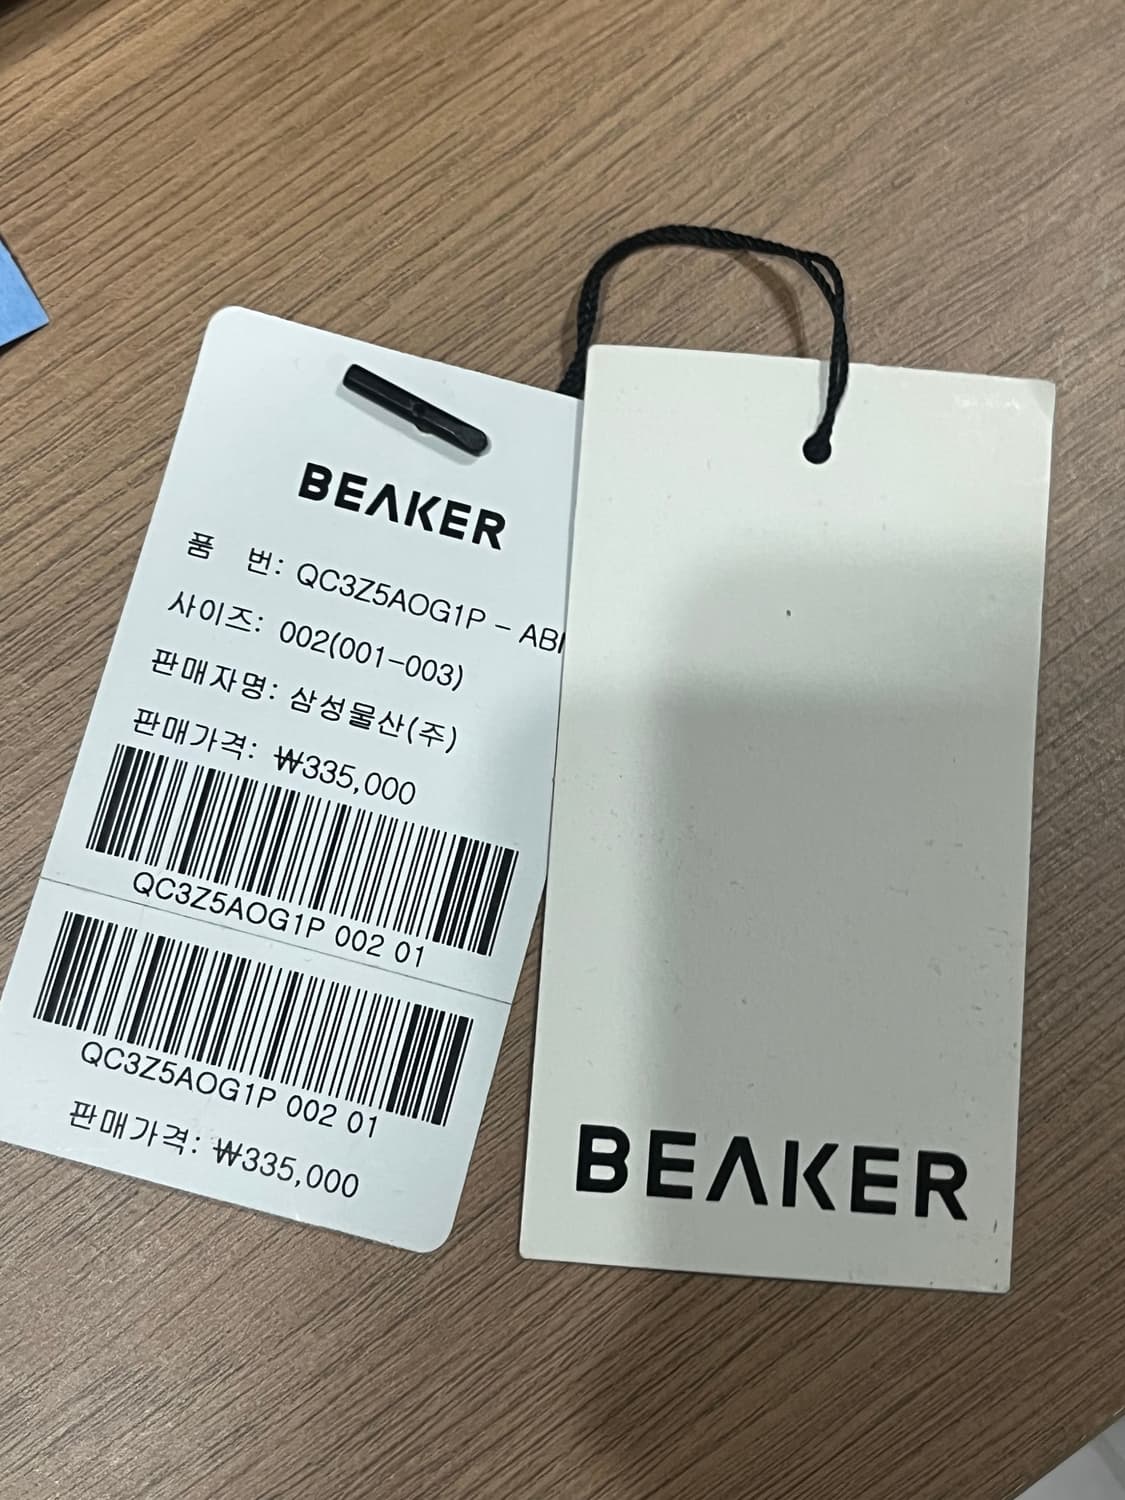 BEAKER
품 번: QC3Z5AOG1P - AB
사이즈: 002(001-003)
판매자명: 삼성물산(주)
판매가격: ₩335,000
QC3Z5AOG1P 002 01
QC3Z5AOG1P 002 01
판매가격: ₩335,000
BEAKER